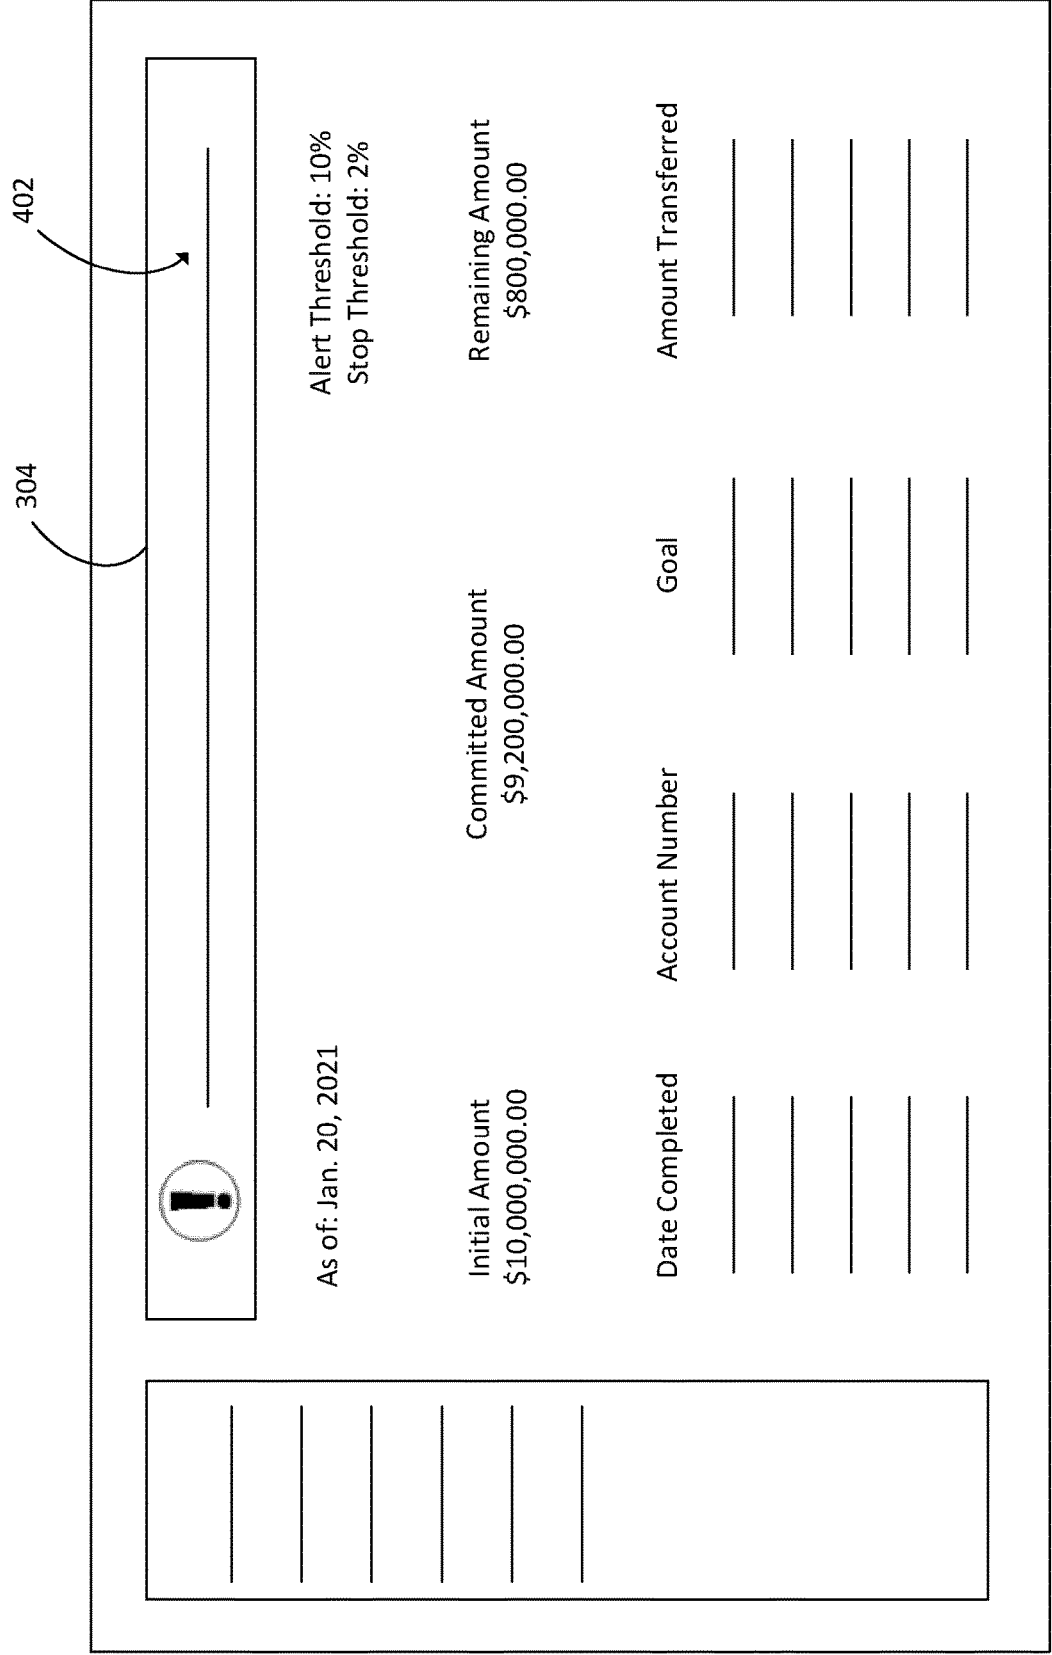 402
304
!
As of: Jan. 20, 2021
Alert Threshold: 10%
Stop Threshold: 2%
Initial Amount
$10,000,000.00
Committed Amount
$9,200,000.00
Remaining Amount
$800,000.00
Date Completed
Account Number
Goal
Amount Transferred